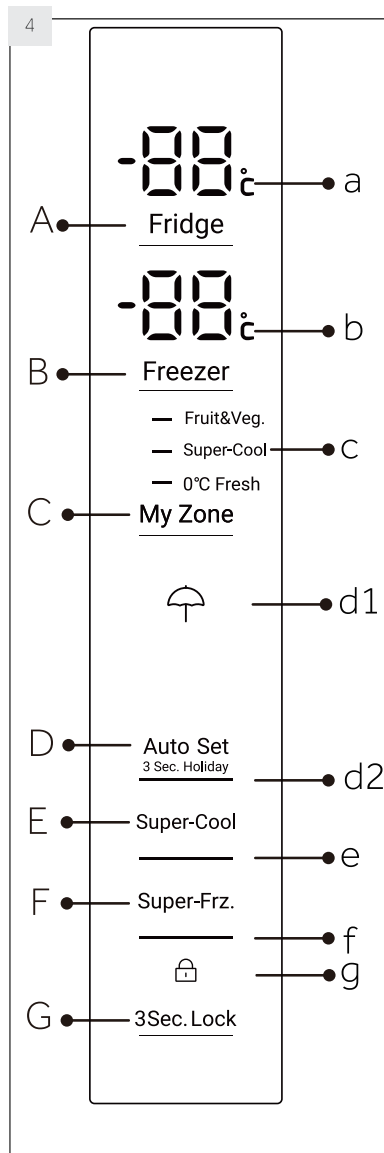 4
-88°c a
A Fridge
-88°c b
B Freezer
Fruit&Veg.
Super-Cool c
0°C Fresh
C My Zone
d1
D Auto Set
3 Sec. Holiday
d2
E Super-Cool
e
F Super-Frz.
f
g
G 3Sec.Lock